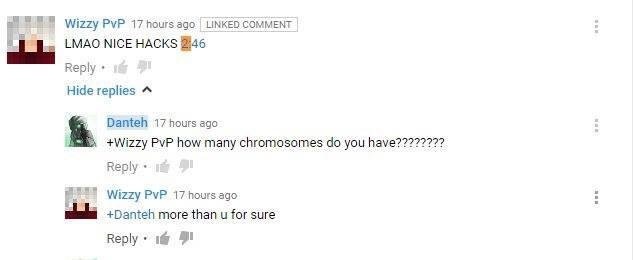 Wizzy PvP 17 hours ago LINKED COMMENT
LMAO NICE HACKS 2:46
Reply •
Hide replies
Danteh 17 hours ago
+Wizzy PvP how many chromosomes do you have????????
Reply •
Wizzy PvP 17 hours ago
+Danteh more than u for sure
Reply •